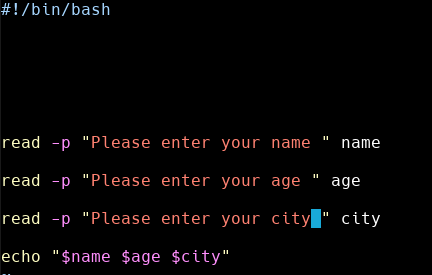 #!/bin/bash
read -p "Please enter your name " name
read -p "Please enter your age " age
read -p "Please enter your city " city
echo "$name $age $city"